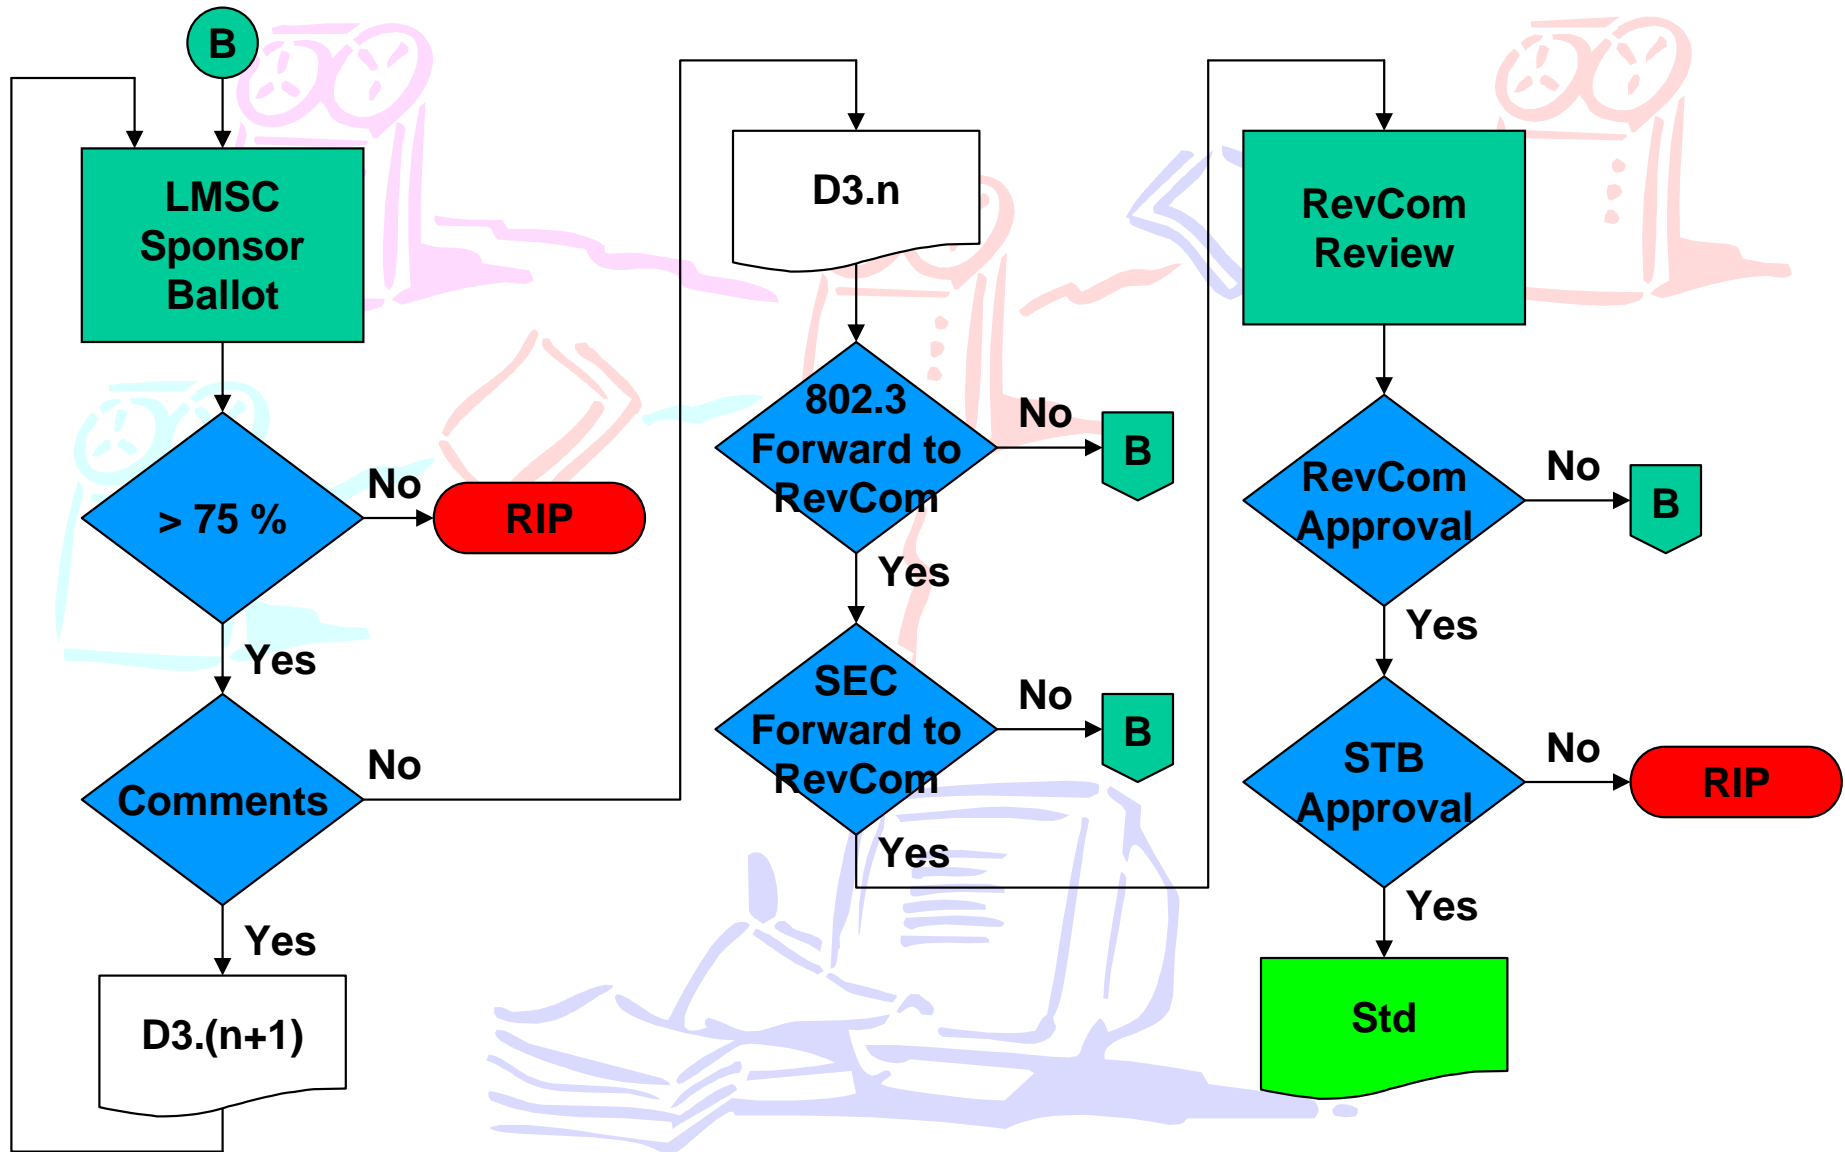 B
LMSC
Sponsor
Ballot
> 75 %
No
RIP
Yes
Comments
No
Yes
D3.(n+1)
D3.n
802.3
Forward to
RevCom
No
B
Yes
SEC
Forward to
RevCom
No
B
Yes
RevCom
Review
RevCom
Approval
No
B
Yes
STB
Approval
No
RIP
Yes
Std